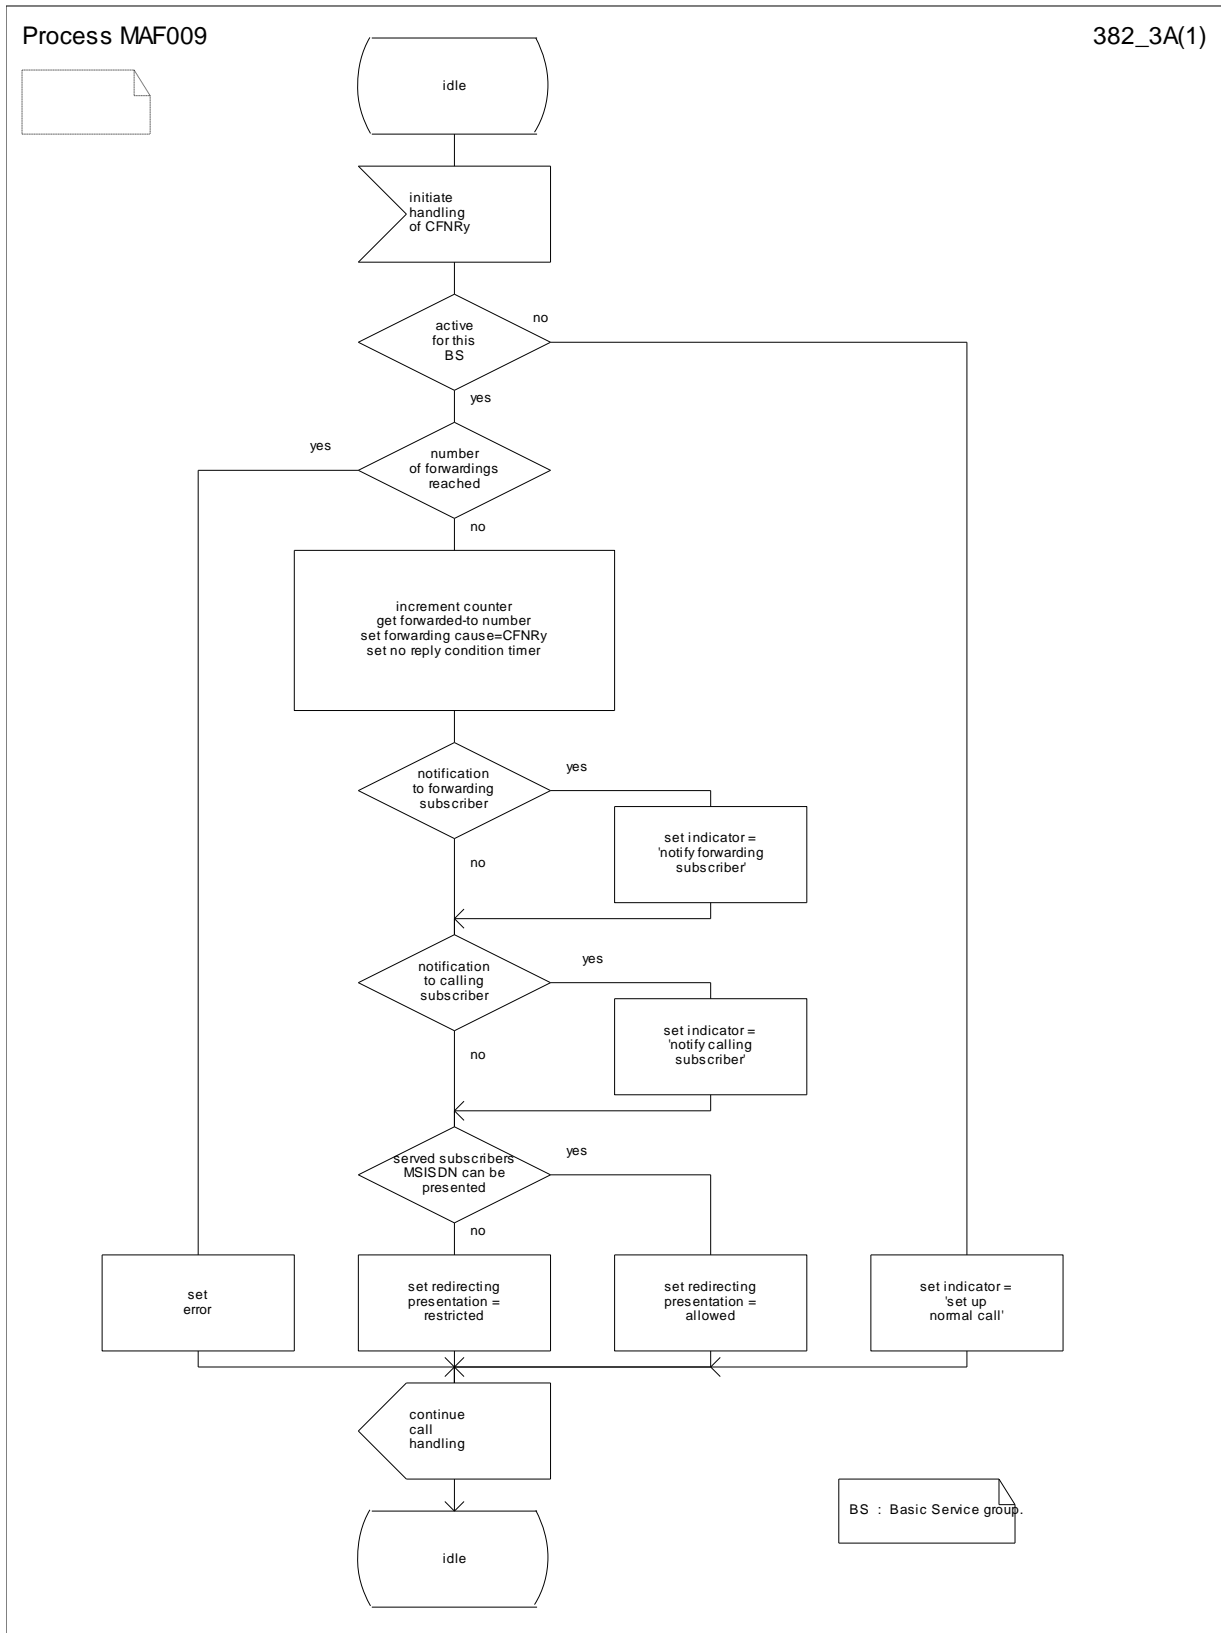 Process MAF009
382_3A(1)
idle
initiate
handling
of CFNRy
active
for this
BS
no
yes
yes
number
of forwardings
reached
no
increment counter
get forwarded-to number
set forwarding cause=CFNRy
set no reply condition timer
notification
to forwarding
subscriber
yes
set indicator =
'notify forwarding
subscriber'
no
notification
to calling
subscriber
yes
set indicator =
'notify calling
subscriber'
no
served subscribers
MSISDN can be
presented
yes
no
set
error
set redirecting
presentation =
restricted
set redirecting
presentation =
allowed
set indicator =
'set up
normal call'
continue
call
handling
BS : Basic Service group.
idle